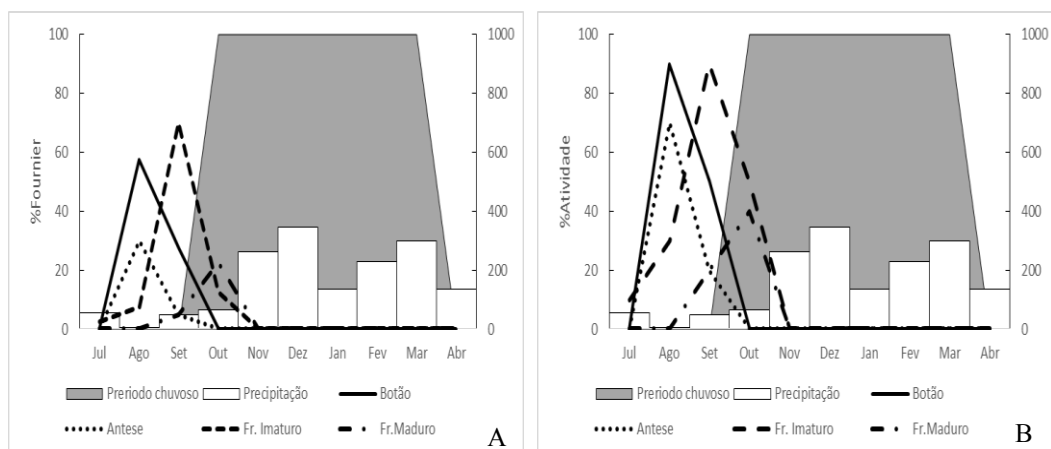 100
80
60
40
20
0
%Fournier
1000
800
600
400
200
0
Jul Ago Set Out Nov Dez Jan Fev Mar Abr
Preriodo chuvoso Precipitação Botão
Antese Fr. Imaturo Fr.Maduro
A
100
80
60
40
20
0
%Atividade
1000
800
600
400
200
0
Jul Ago Set Out Nov Dez Jan Fev Mar Abr
Preriodo chuvoso Precipitação Botão
Antese Fr. Imaturo Fr.Maduro
B